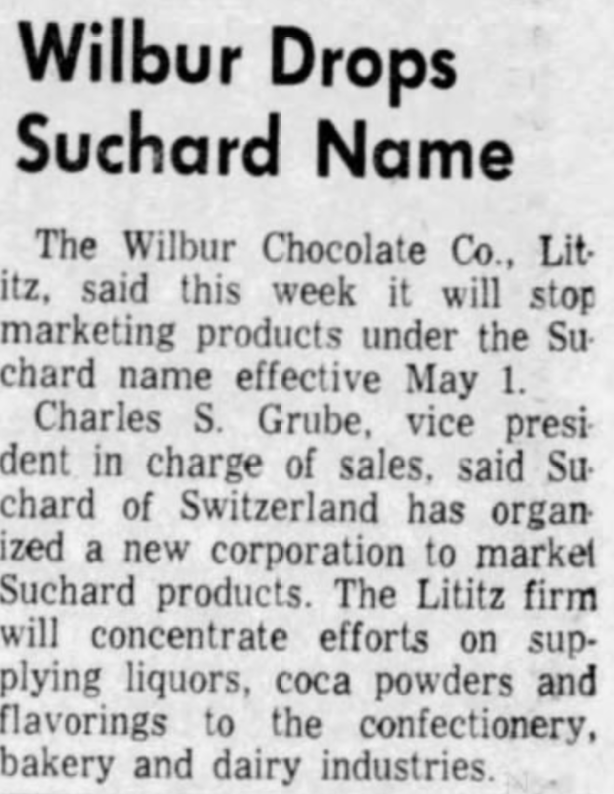 Wilbur Drops
Suchard Name
The Wilbur Chocolate Co., Lit-
itz, said this week it will stop
marketing products under the Su-
chard name effective May 1.
Charles S. Grube, vice presi-
dent in charge of sales, said Su-
chard of Switzerland has organ-
ized a new corporation to market
Suchard products. The Lititz firm
will concentrate efforts on sup-
plying liquors, coca powders and
flavorings to the confectionery,
bakery and dairy industries.